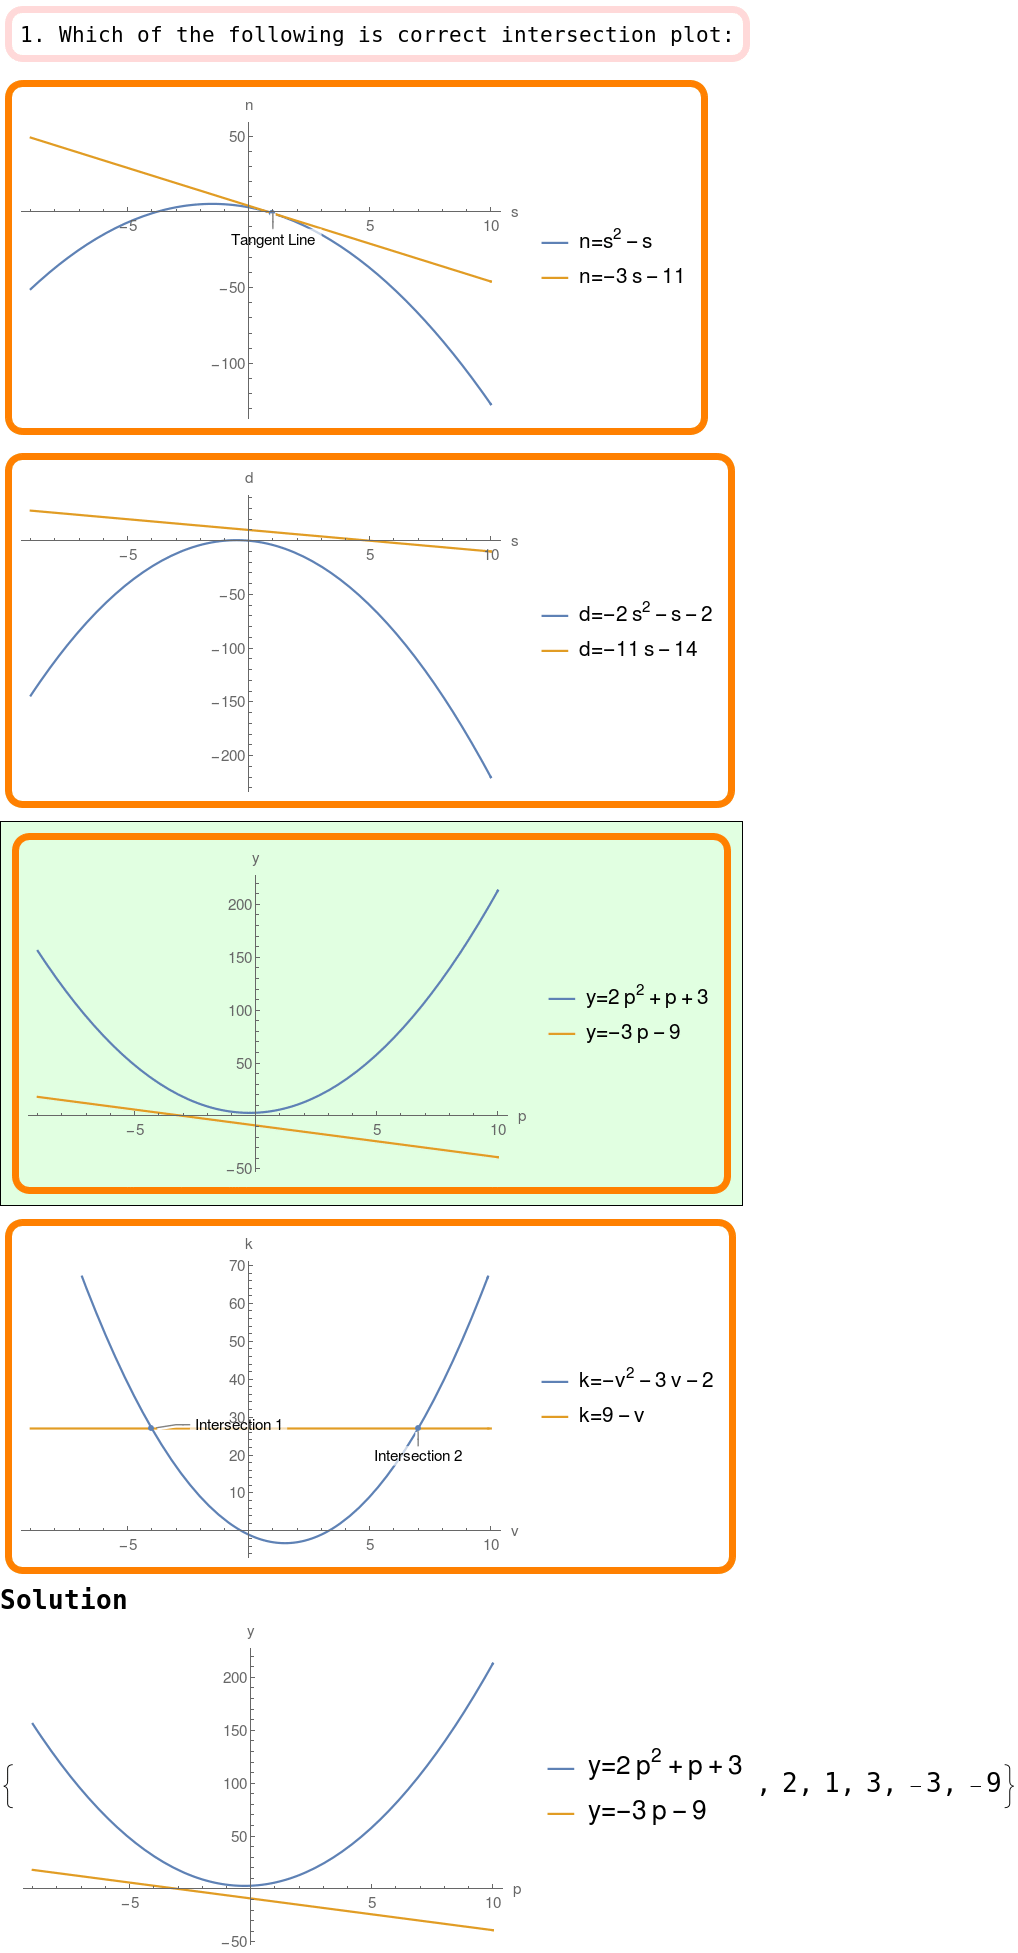 1. Which of the following is correct intersection plot:
n
50
-5
5
10
s
Tangent Line
-50
-100
n=s² − s
n=−3 s − 11
d
-5
5
10
s
-50
-100
-150
-200
d=−2 s² − s − 2
d=−11 s − 14
y
200
150
100
50
-5
5
10
p
-50
y=2 p² + p + 3
y=−3 p − 9
k
70
60
50
40
30
Intersection 1
20
Intersection 2
10
-5
5
10
v
k=−v² − 3 v − 2
k=9 − v
Solution
y
200
150
100
50
-5
5
10
p
-50
{
y=2 p² + p + 3
y=−3 p − 9
, 2, 1, 3, −3, −9}